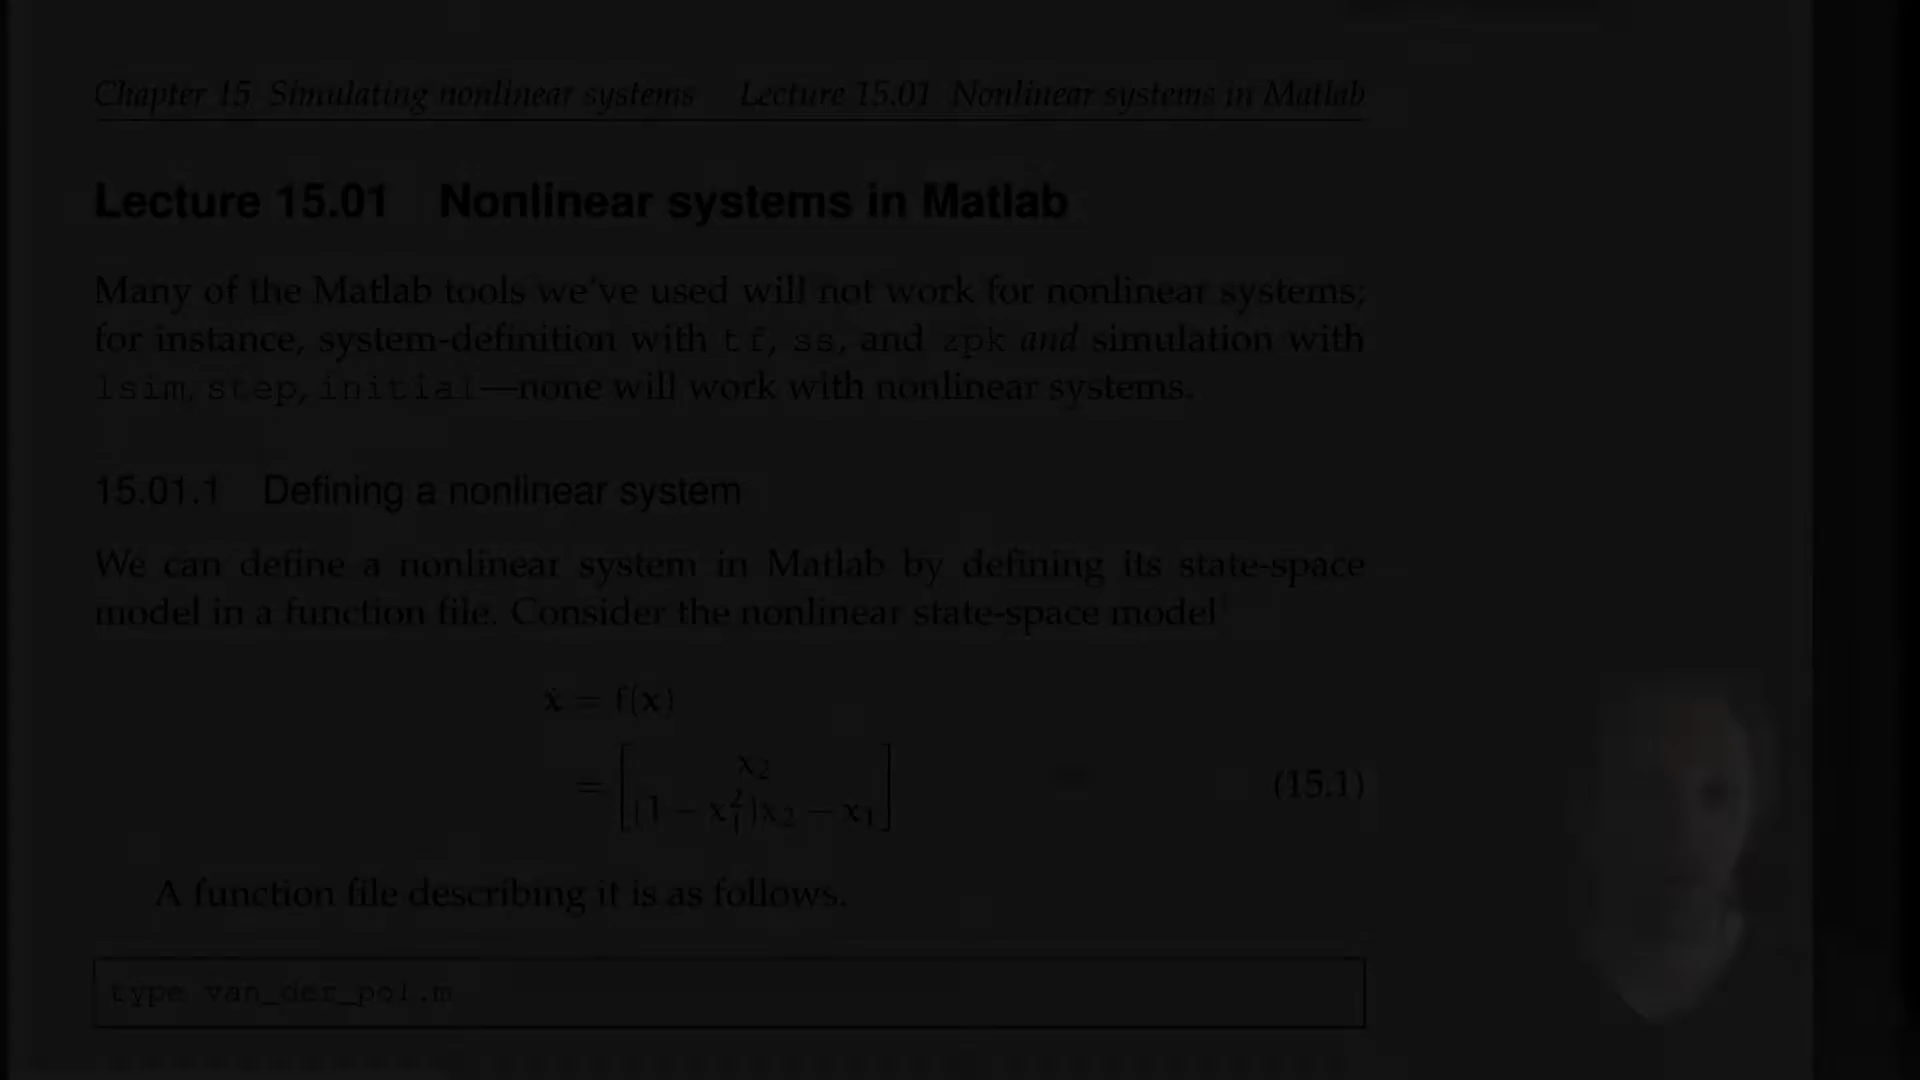 Chapter 15 Simulating nonlinear systems Lecture 15.01 Nonlinear systems in Matlab
Lecture 15.01 Nonlinear systems in Matlab
Many of the Matlab tools we've used will not work for nonlinear systems;
for instance, system-definition with tf, ss, and zpk and simulation with
lsim, step, initial—none will work with nonlinear systems.
15.01.1 Defining a nonlinear system
We can define a nonlinear system in Matlab by defining its state-space
model in a function file. Consider the nonlinear state-space model
ẋ = f(x)
= [ x₂
(1 − x₁²)x₂ − x₁ ] (15.1)
A function file describing it is as follows.
type van_der_pol.m